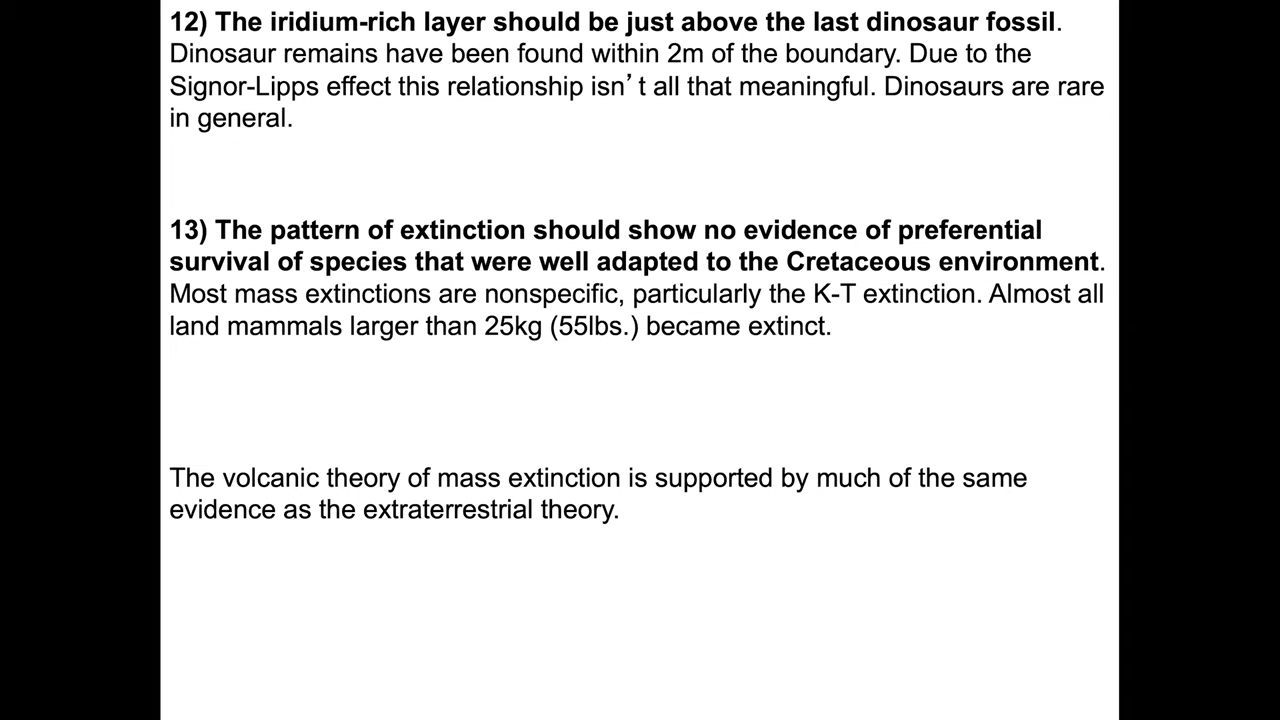 12) The iridium-rich layer should be just above the last dinosaur fossil.
Dinosaur remains have been found within 2m of the boundary. Due to the
Signor-Lipps effect this relationship isn’ t all that meaningful. Dinosaurs are rare
in general.
13) The pattern of extinction should show no evidence of preferential
survival of species that were well adapted to the Cretaceous environment.
Most mass extinctions are nonspecific, particularly the K-T extinction. Almost all
land mammals larger than 25kg (55lbs.) became extinct.
The volcanic theory of mass extinction is supported by much of the same
evidence as the extraterrestrial theory.